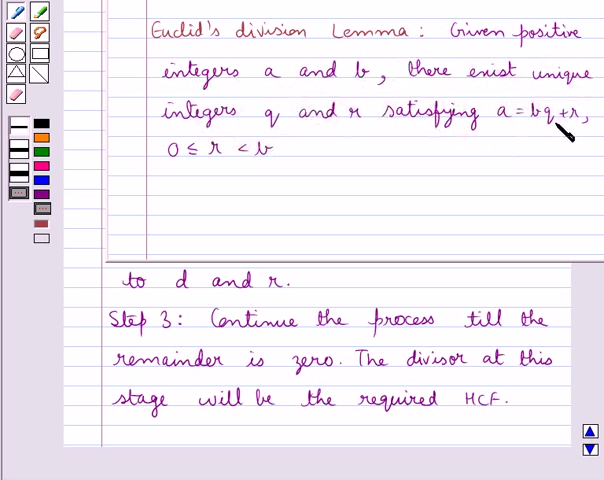 Euclid's division Lemma : Given positive
integers a and b, there exist unique
integers q and r satisfying a = bq + r,
0 ≤ r < b
to d and r.
Step 3: Continue the process till the
remainder is zero. The divisor at this
stage will be the required HCF.